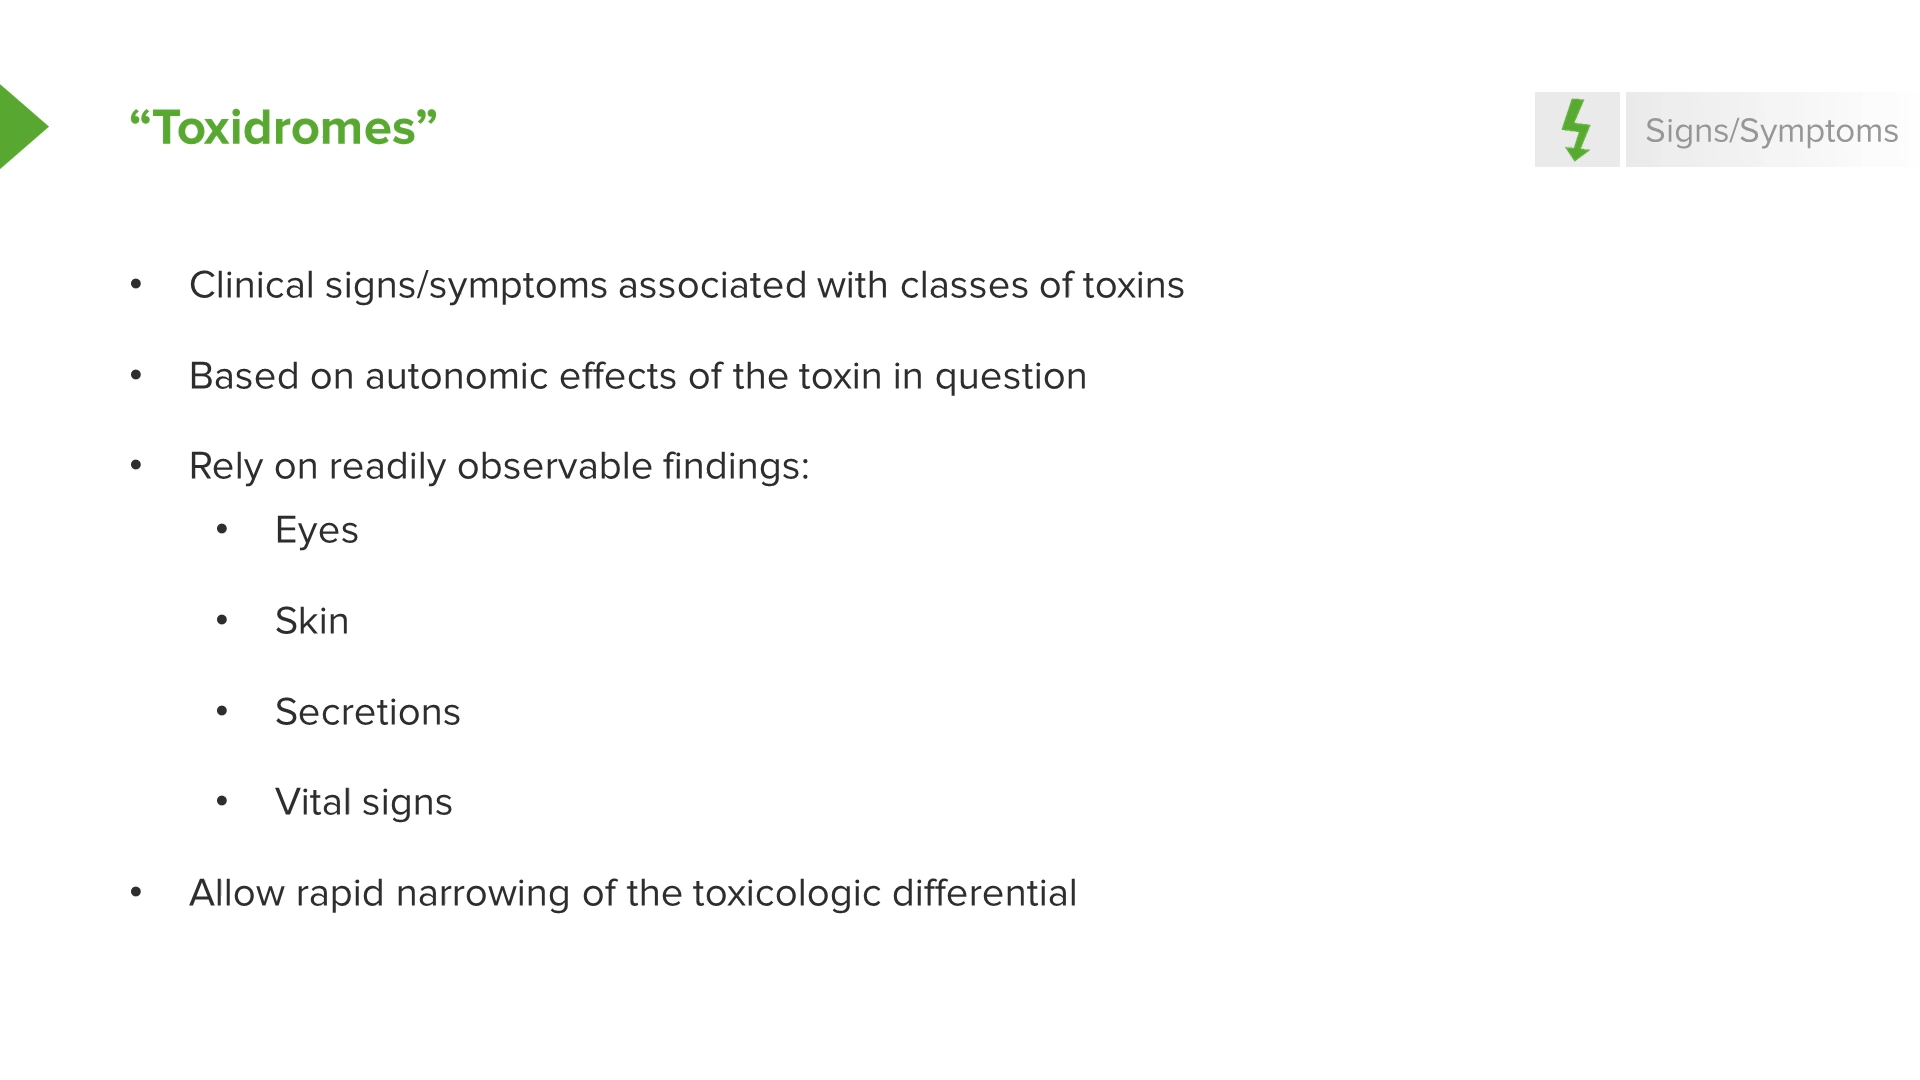 “Toxidromes”
Signs/Symptoms
• Clinical signs/symptoms associated with classes of toxins
• Based on autonomic effects of the toxin in question
• Rely on readily observable findings:
• Eyes
• Skin
• Secretions
• Vital signs
• Allow rapid narrowing of the toxicologic differential